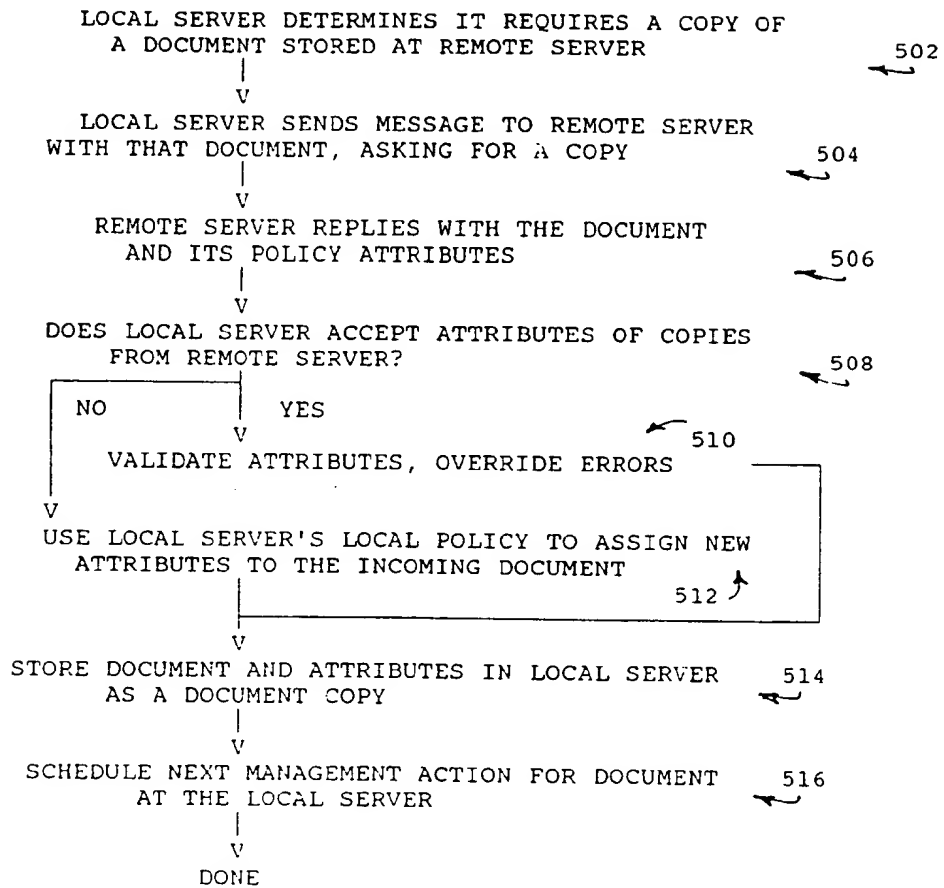 LOCAL SERVER DETERMINES IT REQUIRES A COPY OF
A DOCUMENT STORED AT REMOTE SERVER
502
V
LOCAL SERVER SENDS MESSAGE TO REMOTE SERVER
WITH THAT DOCUMENT, ASKING FOR A COPY
504
V
REMOTE SERVER REPLIES WITH THE DOCUMENT
AND ITS POLICY ATTRIBUTES
506
V
DOES LOCAL SERVER ACCEPT ATTRIBUTES OF COPIES
FROM REMOTE SERVER?
508
NO YES
V
510
VALIDATE ATTRIBUTES, OVERRIDE ERRORS
V
USE LOCAL SERVER'S LOCAL POLICY TO ASSIGN NEW
ATTRIBUTES TO THE INCOMING DOCUMENT
512
V
STORE DOCUMENT AND ATTRIBUTES IN LOCAL SERVER 514
AS A DOCUMENT COPY
V
SCHEDULE NEXT MANAGEMENT ACTION FOR DOCUMENT 516
AT THE LOCAL SERVER
V
DONE